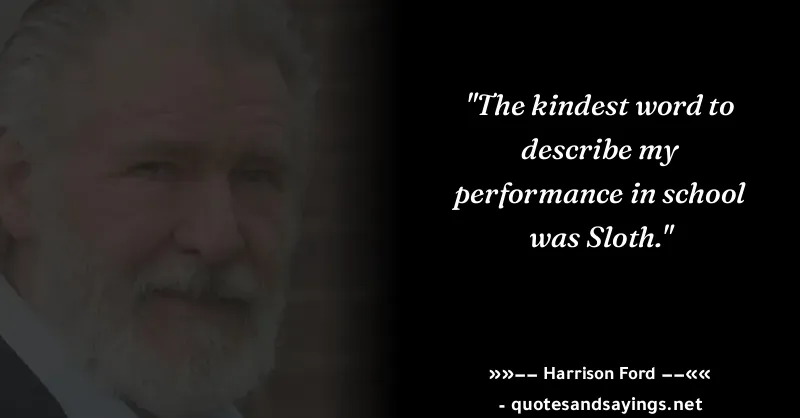 "The kindest word to
describe my
performance in school
was Sloth."
»»—— Harrison Ford ——««
- quotesandsayings.net